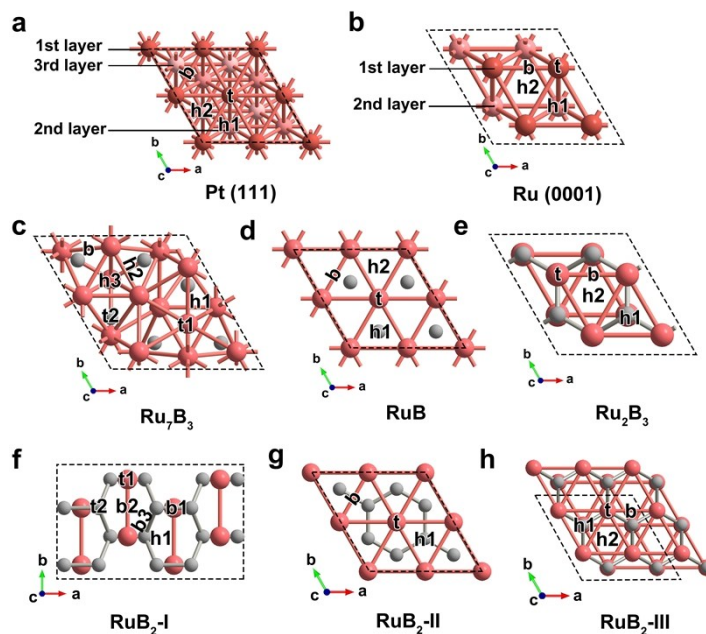 a
1st layer
3rd layer
b
t
h2
2nd layer
h1
b
c
a
Pt (111)
b
1st layer
b
t
h2
2nd layer
h1
b
c
a
Ru (0001)
c
b
h2
h3
h1
t2
t1
b
c
a
Ru₇B₃
d
h2
b
t
h1
b
c
a
RuB
e
t
b
h2
h1
b
c
a
Ru₂B₃
f
t1
t2
b2
b3
b1
h1
b
c
a
RuB₂-I
g
b
t
h1
b
c
a
RuB₂-II
h
t
b
h1
h2
b
c
a
RuB₂-III